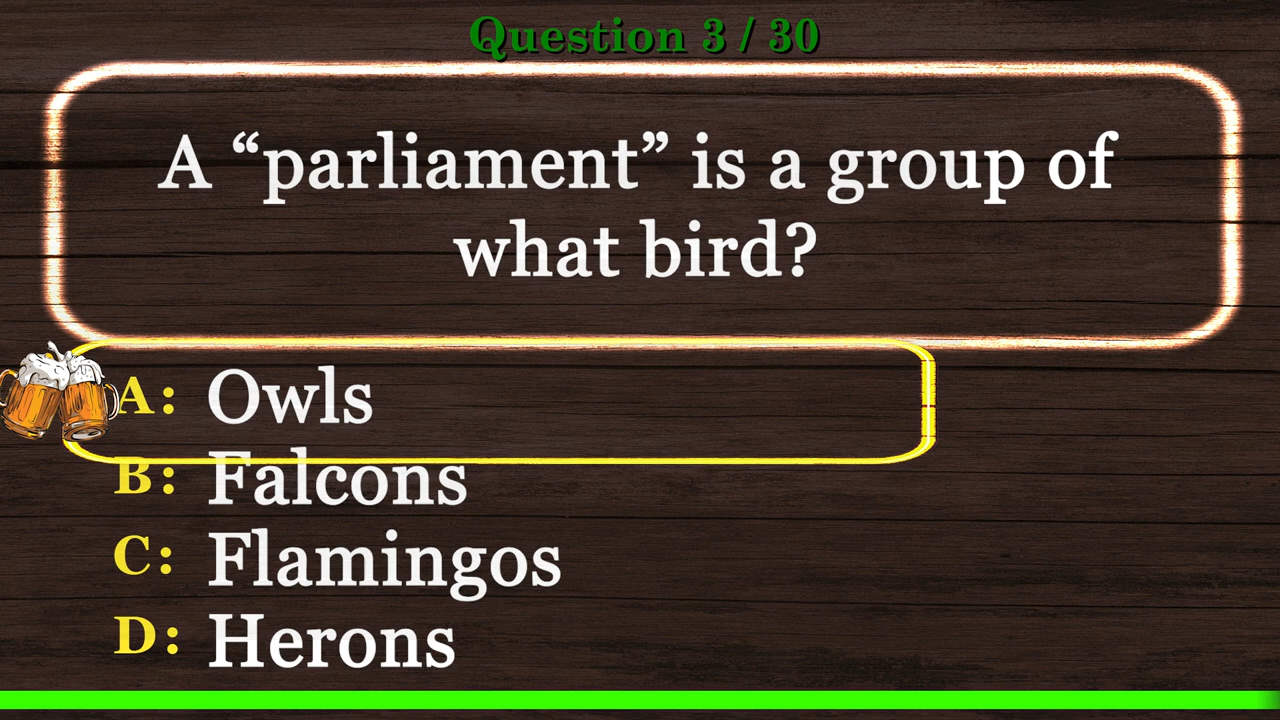 Question 3 / 30
A “parliament” is a group of
what bird?
A: Owls
B: Falcons
C: Flamingos
D: Herons